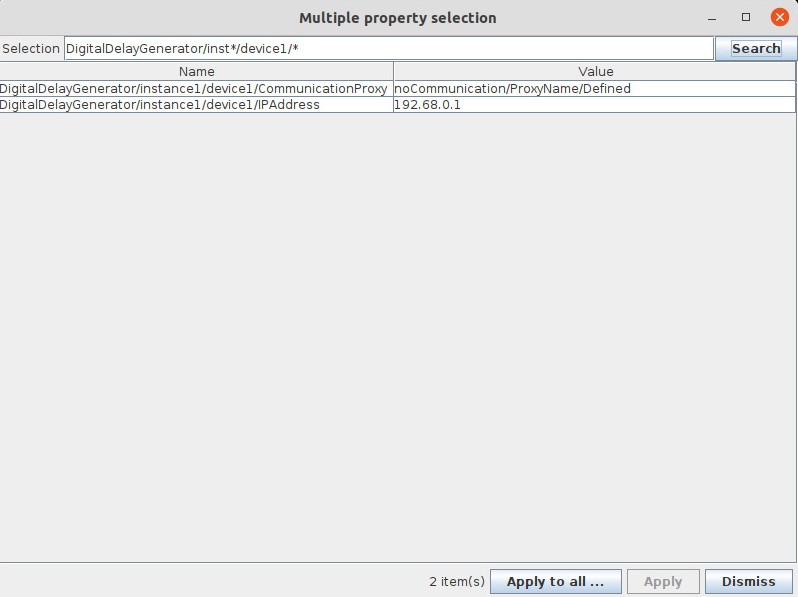 Multiple property selection
Selection DigitalDelayGenerator/inst*/device1/* Search
Name Value
DigitalDelayGenerator/instance1/device1/CommunicationProxy noCommunication/ProxyName/Defined
DigitalDelayGenerator/instance1/device1/IPAddress 192.68.0.1
2 item(s) Apply to all ... Apply Dismiss